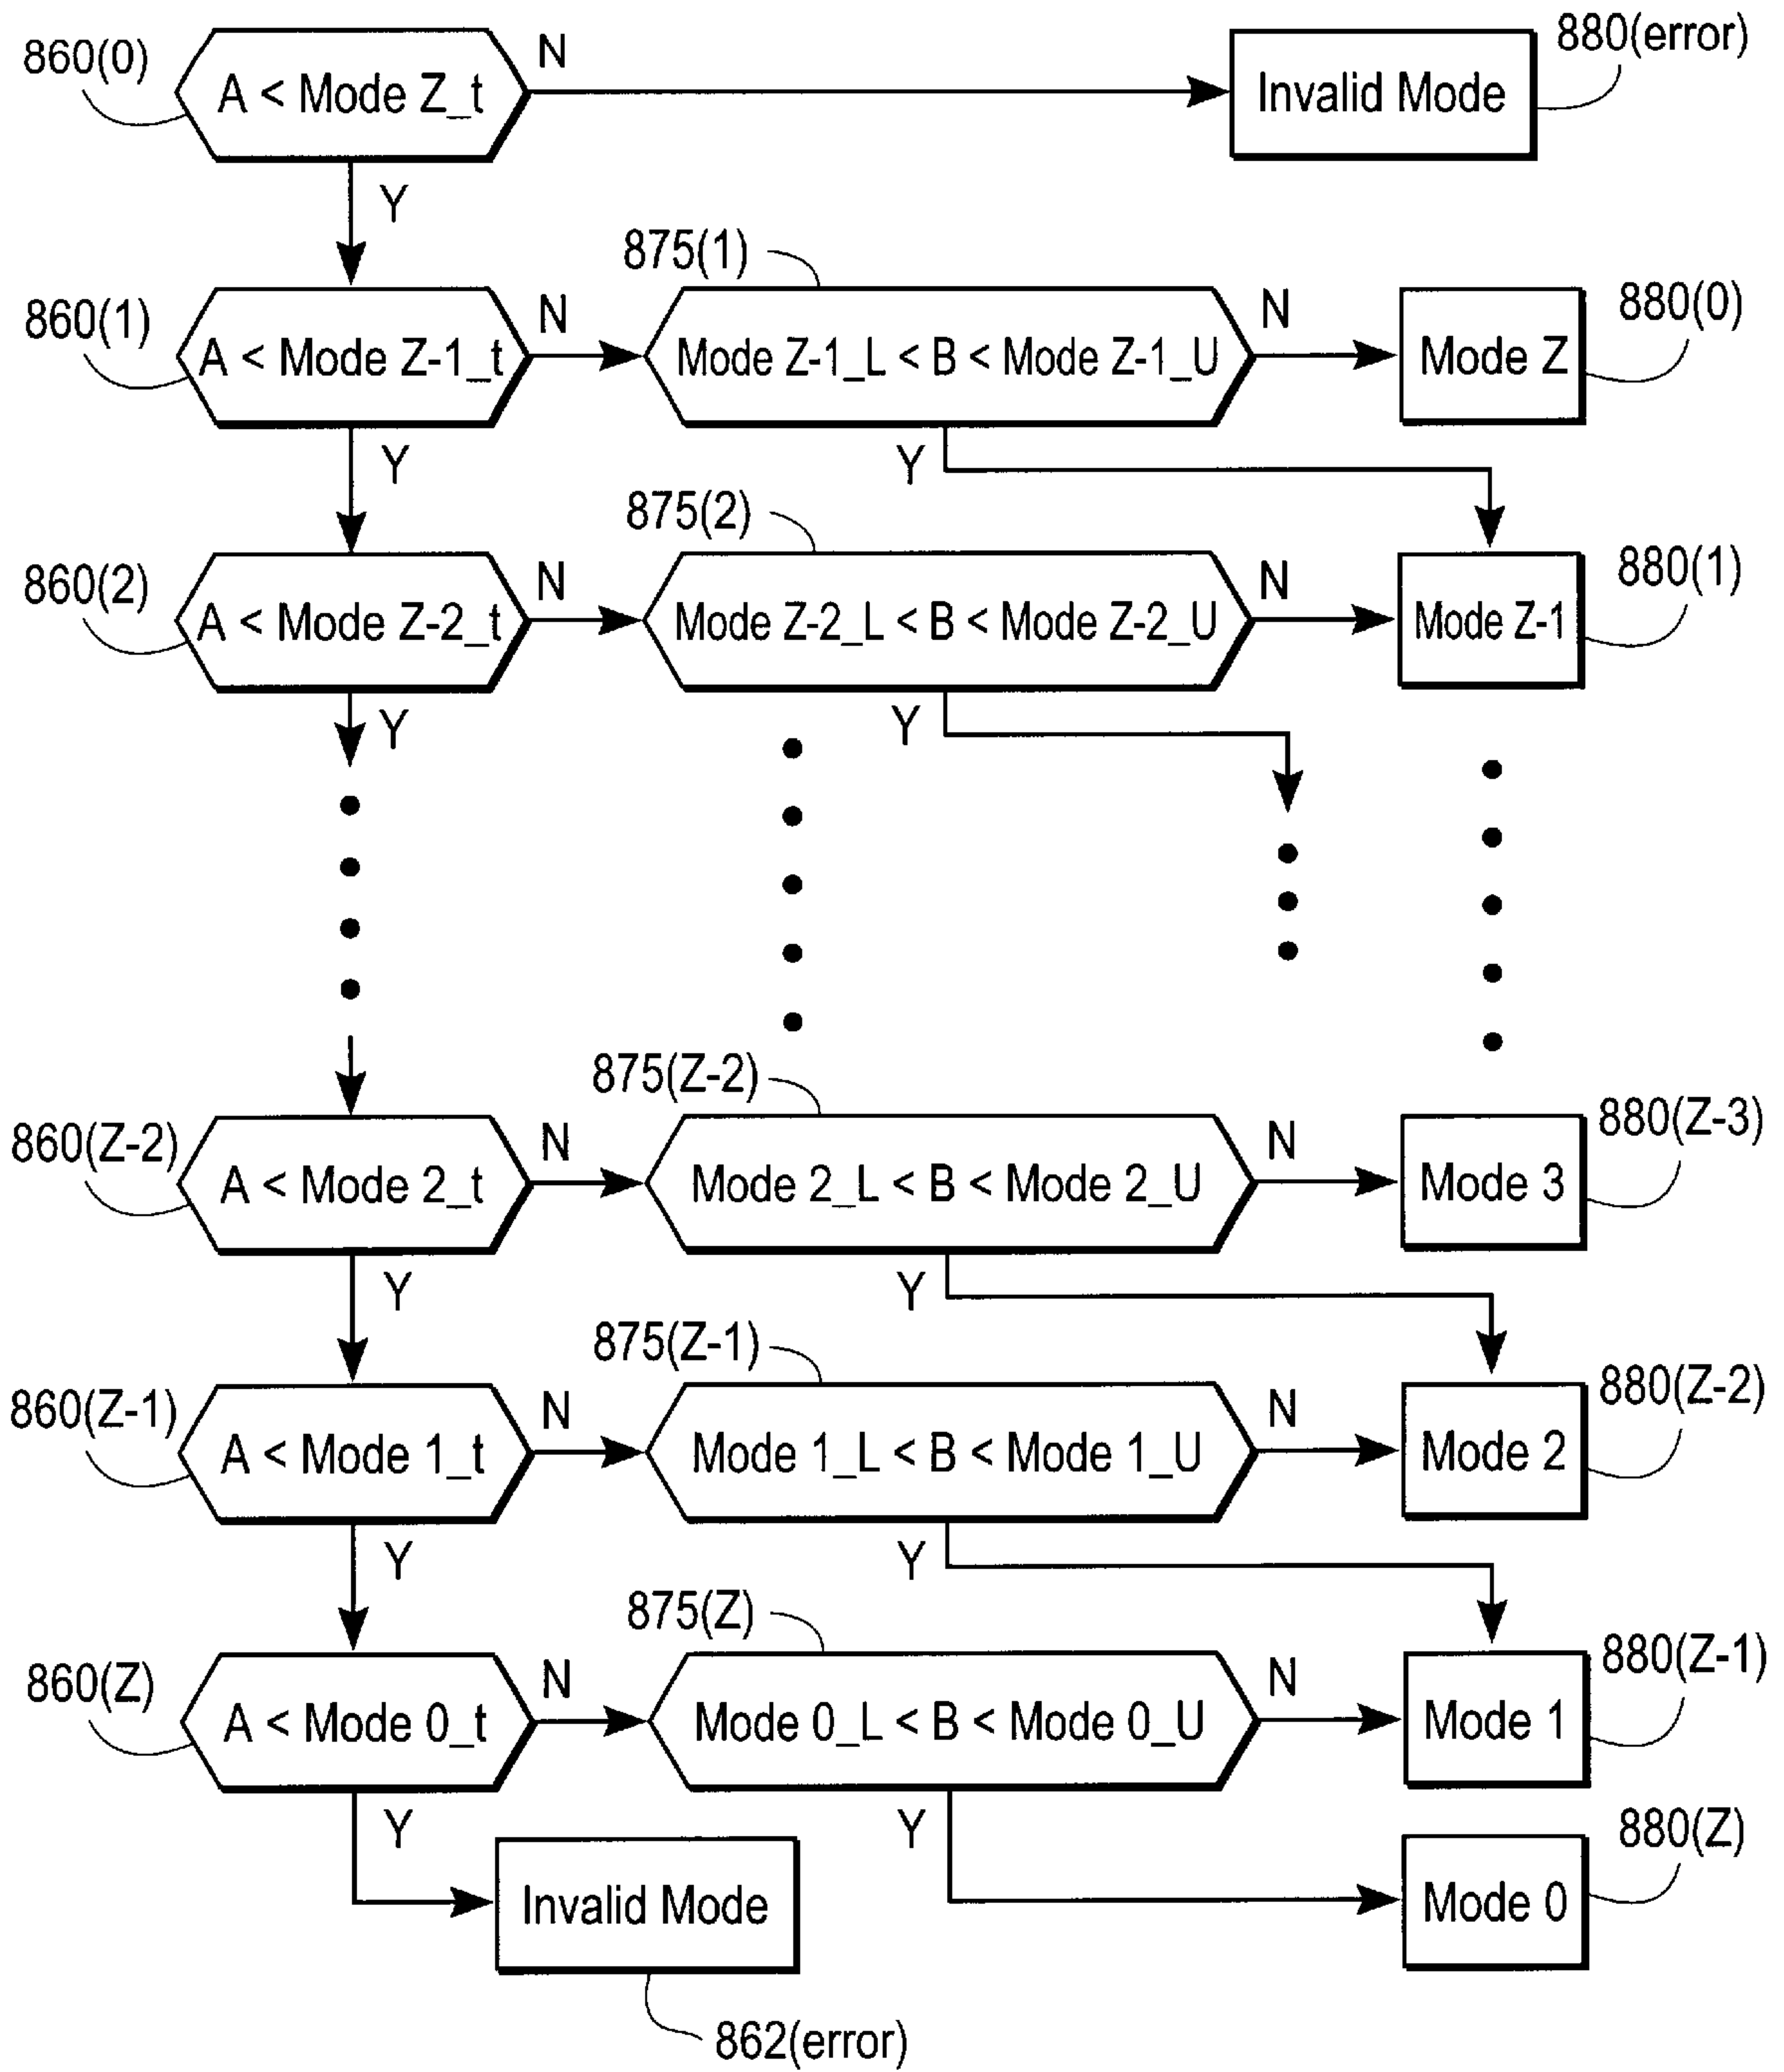 860(0)
A < Mode Z_t
N
Invalid Mode
880(error)
Y
860(1)
A < Mode Z-1_t
N
875(1)
Mode Z-1_L < B < Mode Z-1_U
N
Mode Z
880(0)
Y
Y
860(2)
A < Mode Z-2_t
N
875(2)
Mode Z-2_L < B < Mode Z-2_U
N
Mode Z-1
880(1)
Y
Y
860(Z-2)
A < Mode 2_t
N
875(Z-2)
Mode 2_L < B < Mode 2_U
N
Mode 3
880(Z-3)
Y
Y
860(Z-1)
A < Mode 1_t
N
875(Z-1)
Mode 1_L < B < Mode 1_U
N
Mode 2
880(Z-2)
Y
Y
860(Z)
A < Mode 0_t
N
875(Z)
Mode 0_L < B < Mode 0_U
N
Mode 1
880(Z-1)
Y
Y
Invalid Mode
862(error)
Mode 0
880(Z)